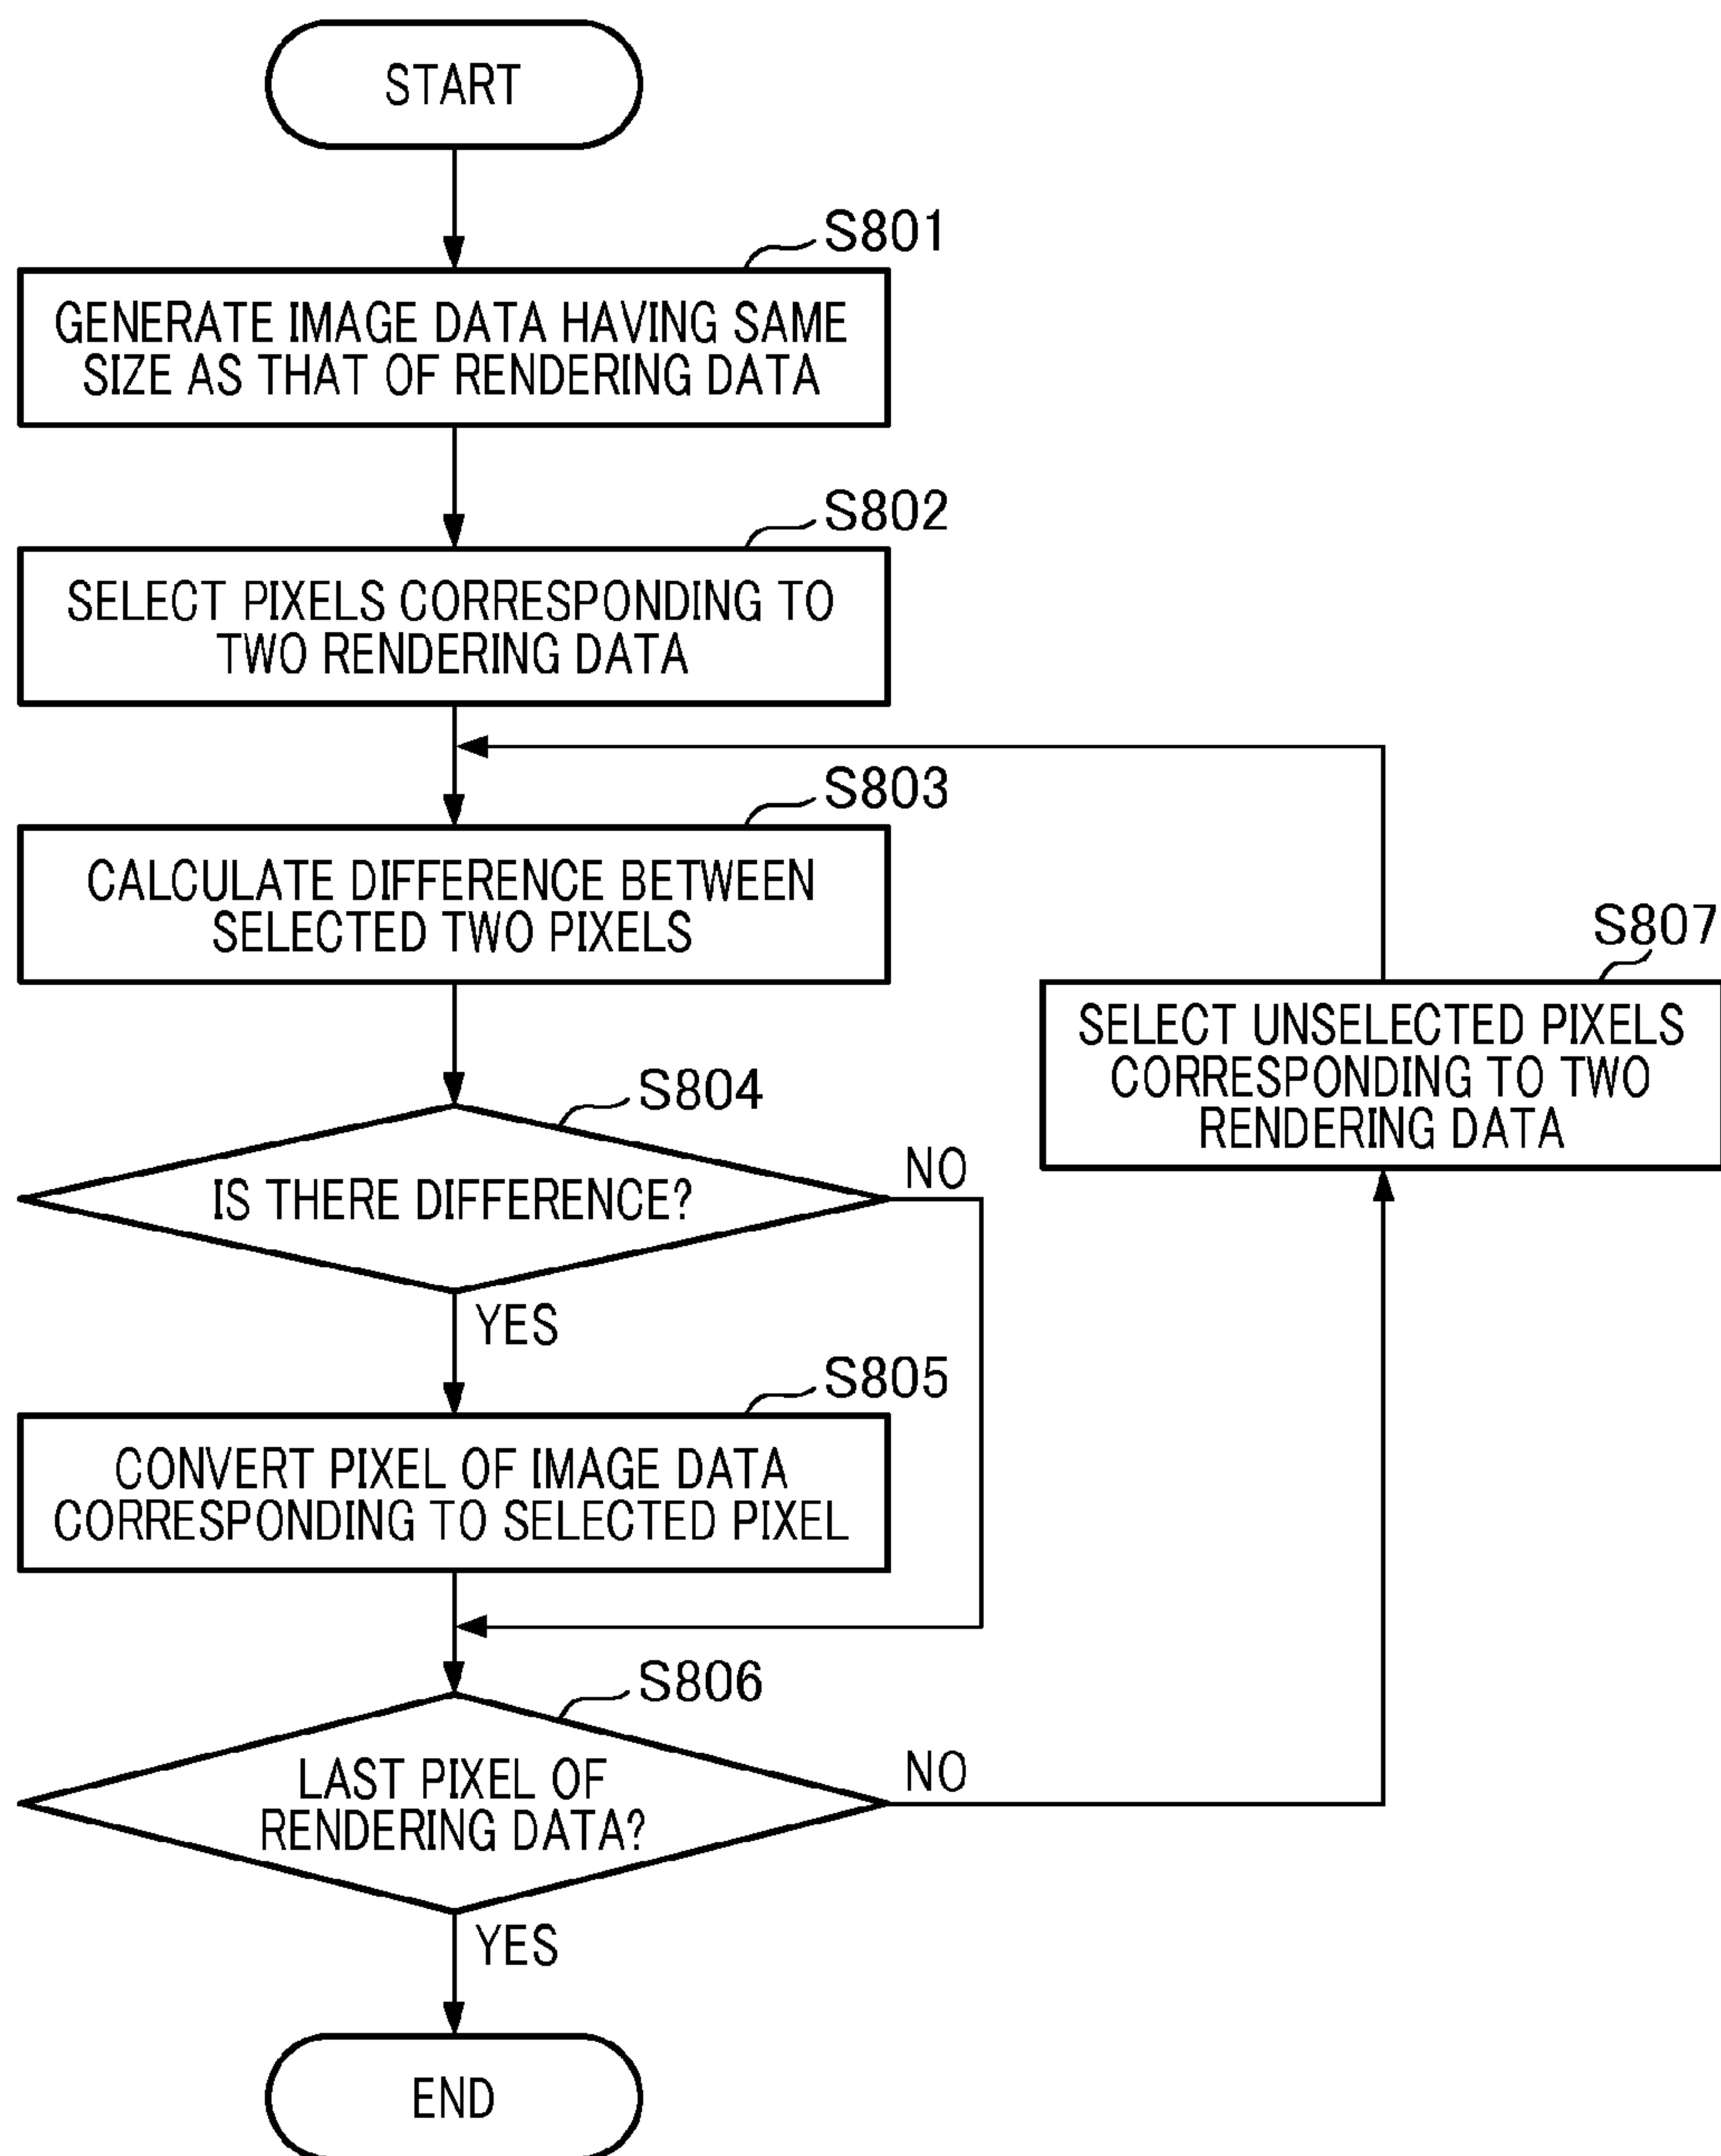 START
S801
GENERATE IMAGE DATA HAVING SAME
SIZE AS THAT OF RENDERING DATA
S802
SELECT PIXELS CORRESPONDING TO
TWO RENDERING DATA
S803
CALCULATE DIFFERENCE BETWEEN
SELECTED TWO PIXELS
S804
IS THERE DIFFERENCE?
NO
YES
S805
CONVERT PIXEL OF IMAGE DATA
CORRESPONDING TO SELECTED PIXEL
S806
LAST PIXEL OF
RENDERING DATA?
NO
YES
S807
SELECT UNSELECTED PIXELS
CORRESPONDING TO TWO
RENDERING DATA
END